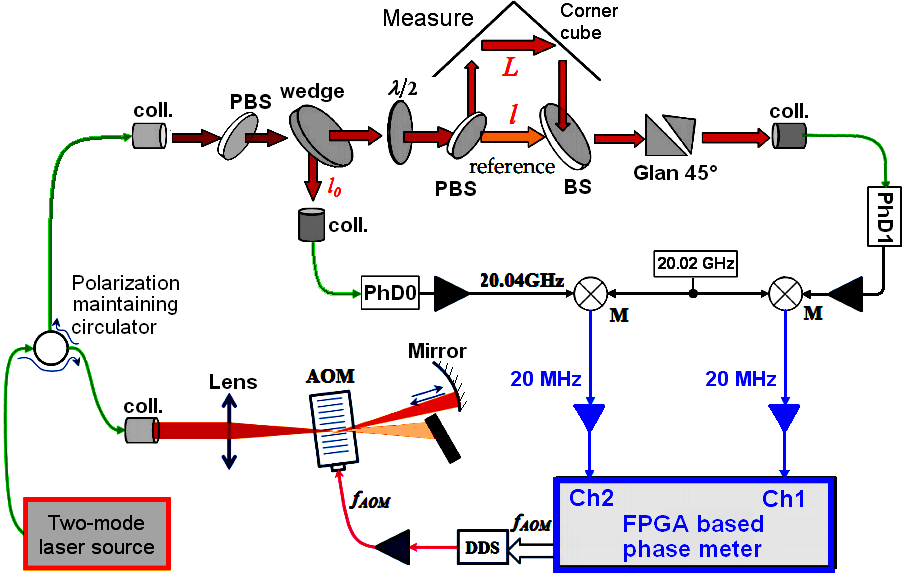 Measure
Corner
cube
L
λ/2
wedge
PBS
coll.
l
coll.
reference
PBS
BS
Glan 45°
l0
coll.
PhD1
20.02 GHz
PhD0
20.04GHz
M
M
Polarization
maintaining
circulator
Mirror
20 MHz
20 MHz
AOM
Lens
coll.
Ch2
Ch1
fAOM
fAOM
FPGA based
phase meter
DDS
Two-mode
laser source